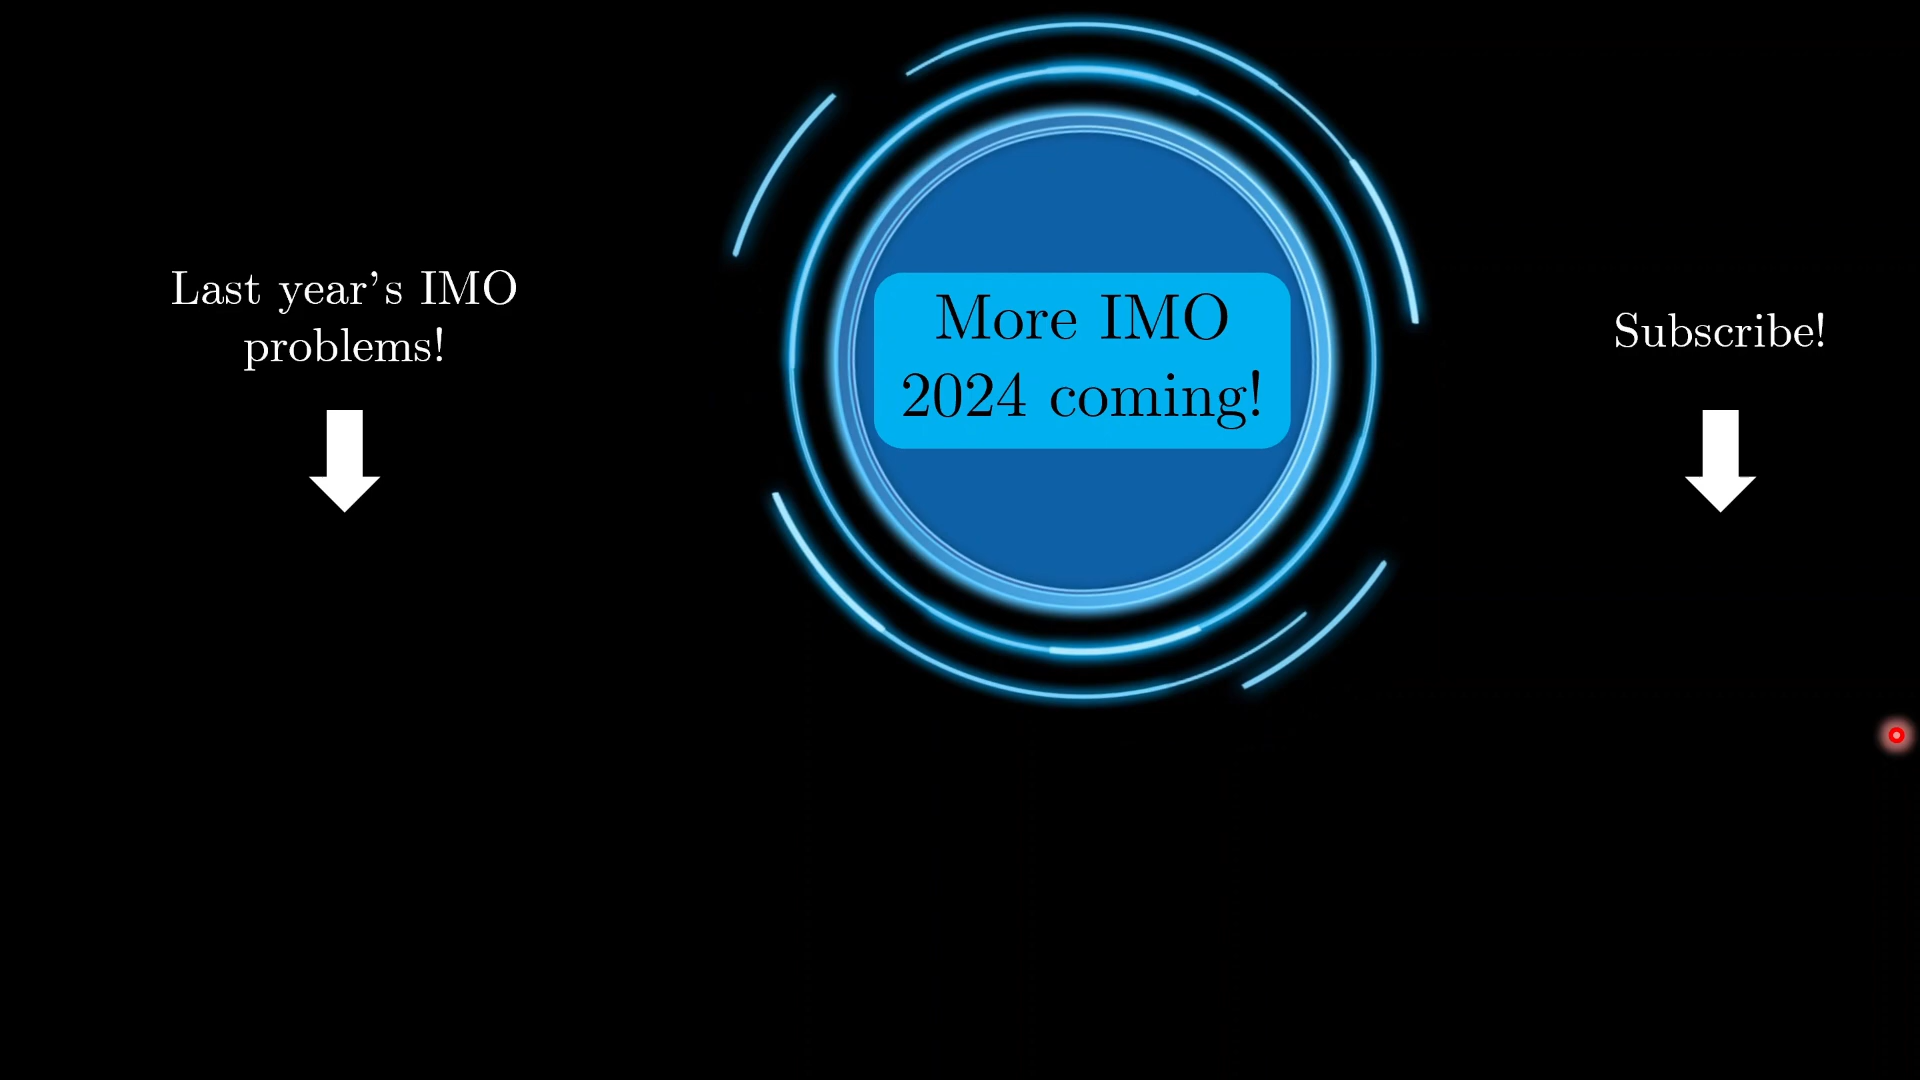 Last year's IMO
problems!
More IMO
2024 coming!
Subscribe!